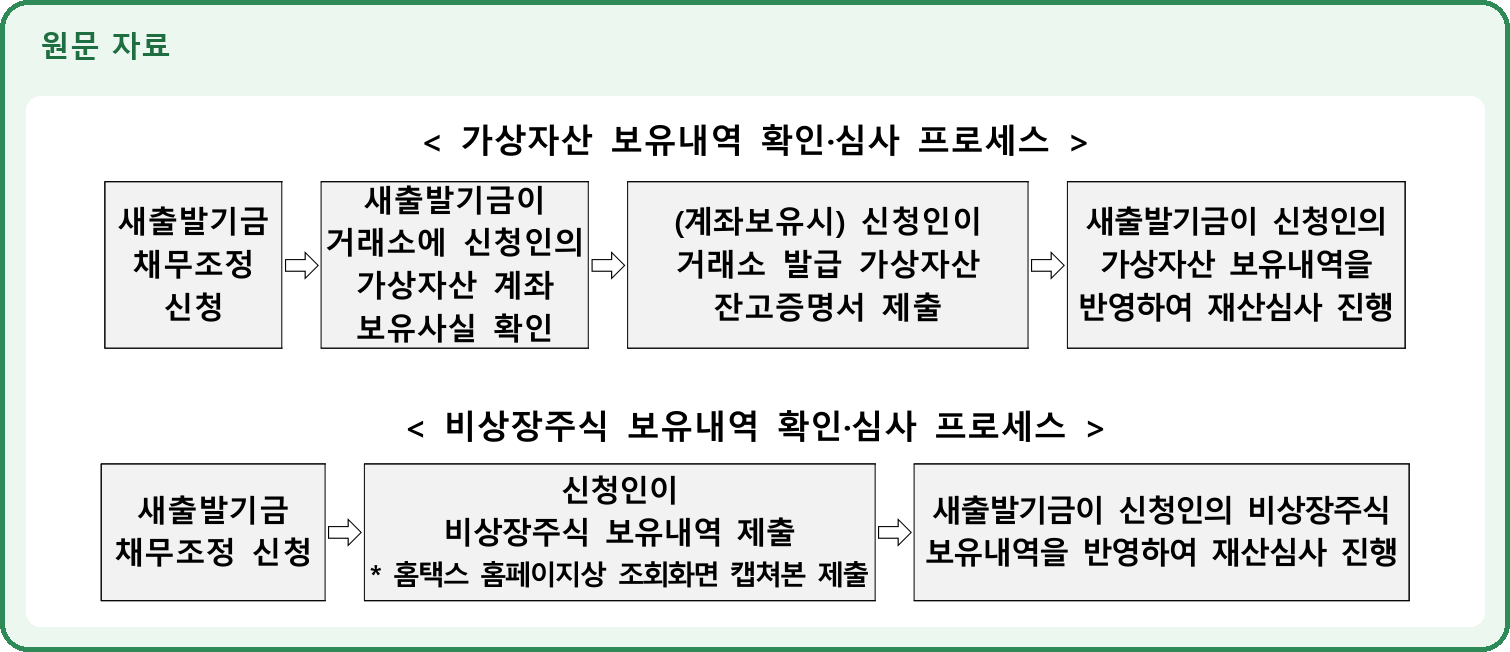 원문 자료
< 가상자산 보유내역 확인·심사 프로세스 >
새출발기금
채무조정
신청
새출발기금이
거래소에 신청인의
가상자산 계좌
보유사실 확인
(계좌보유시) 신청인이
거래소 발급 가상자산
잔고증명서 제출
새출발기금이 신청인의
가상자산 보유내역을
반영하여 재산심사 진행
< 비상장주식 보유내역 확인·심사 프로세스 >
새출발기금
채무조정 신청
신청인이
비상장주식 보유내역 제출
* 홈택스 홈페이지상 조회화면 캡쳐본 제출
새출발기금이 신청인의 비상장주식
보유내역을 반영하여 재산심사 진행